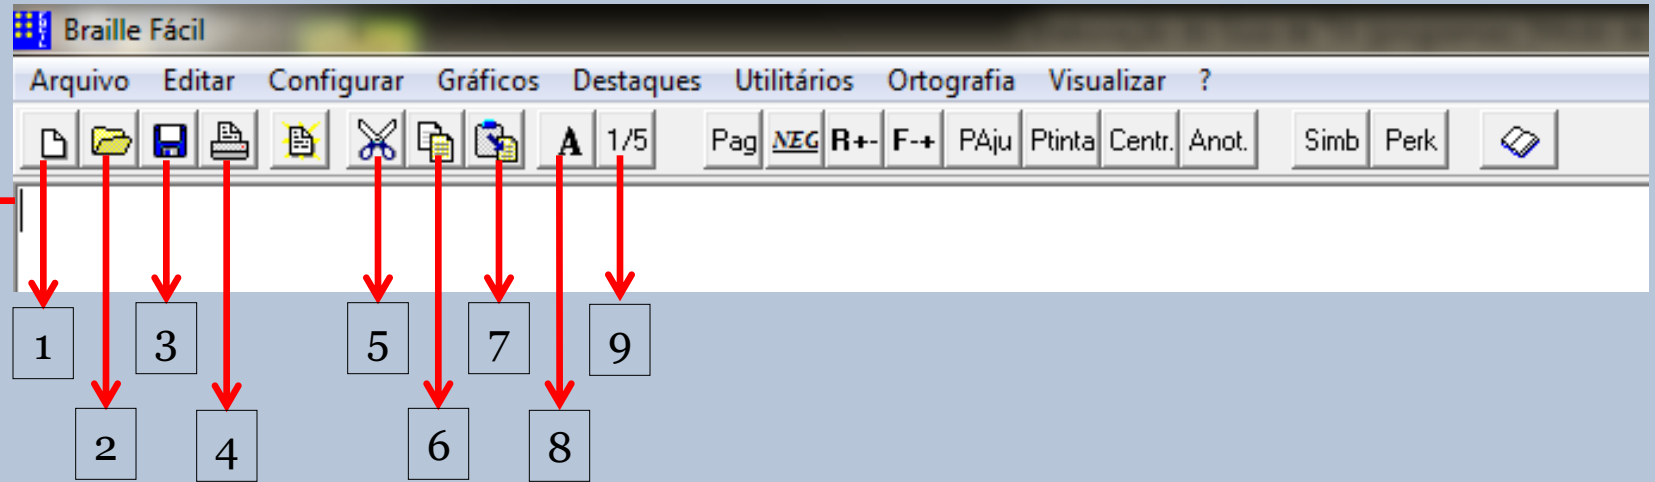 Braille Fácil
Arquivo Editar Configurar Gráficos Destaques Utilitários Ortografia Visualizar ?
A 1/5 Pag NEG R+- F-+ PAju Ptinta Centr. Anot. Simb Perk
1 3 5 7 9
2 4 6 8